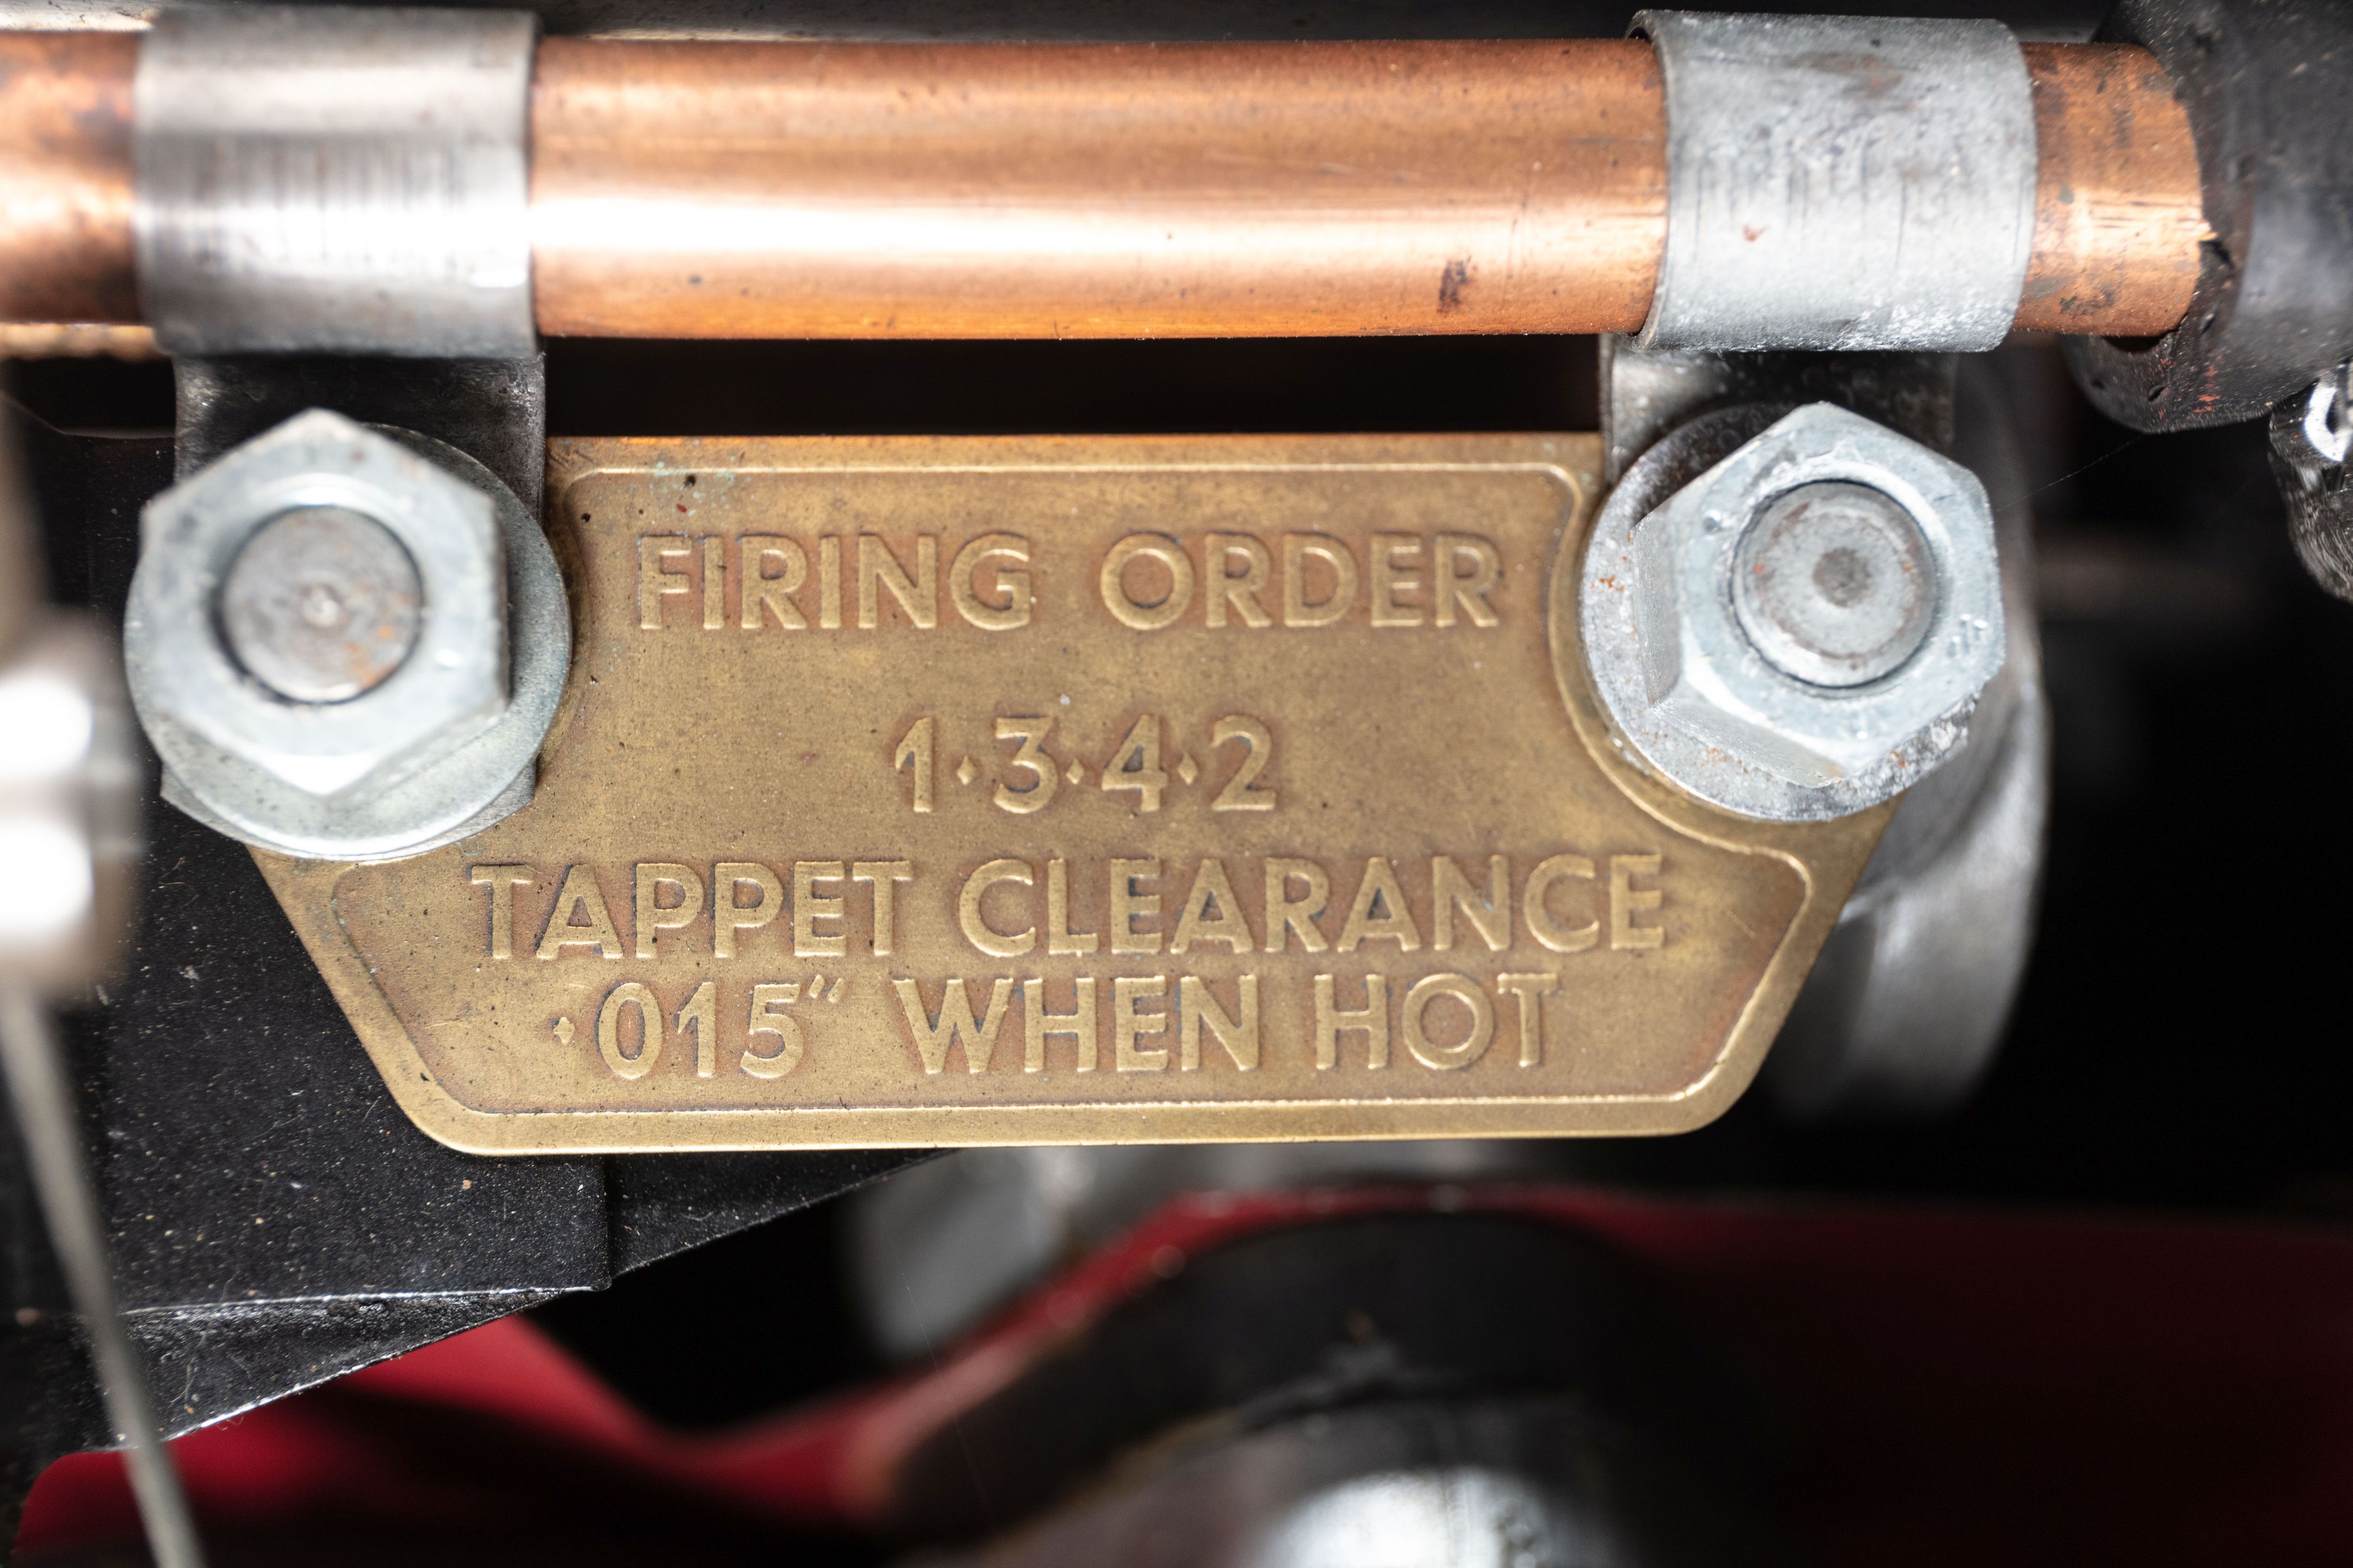 FIRING ORDER
1·3·4·2
TAPPET CLEARANCE
·015" WHEN HOT